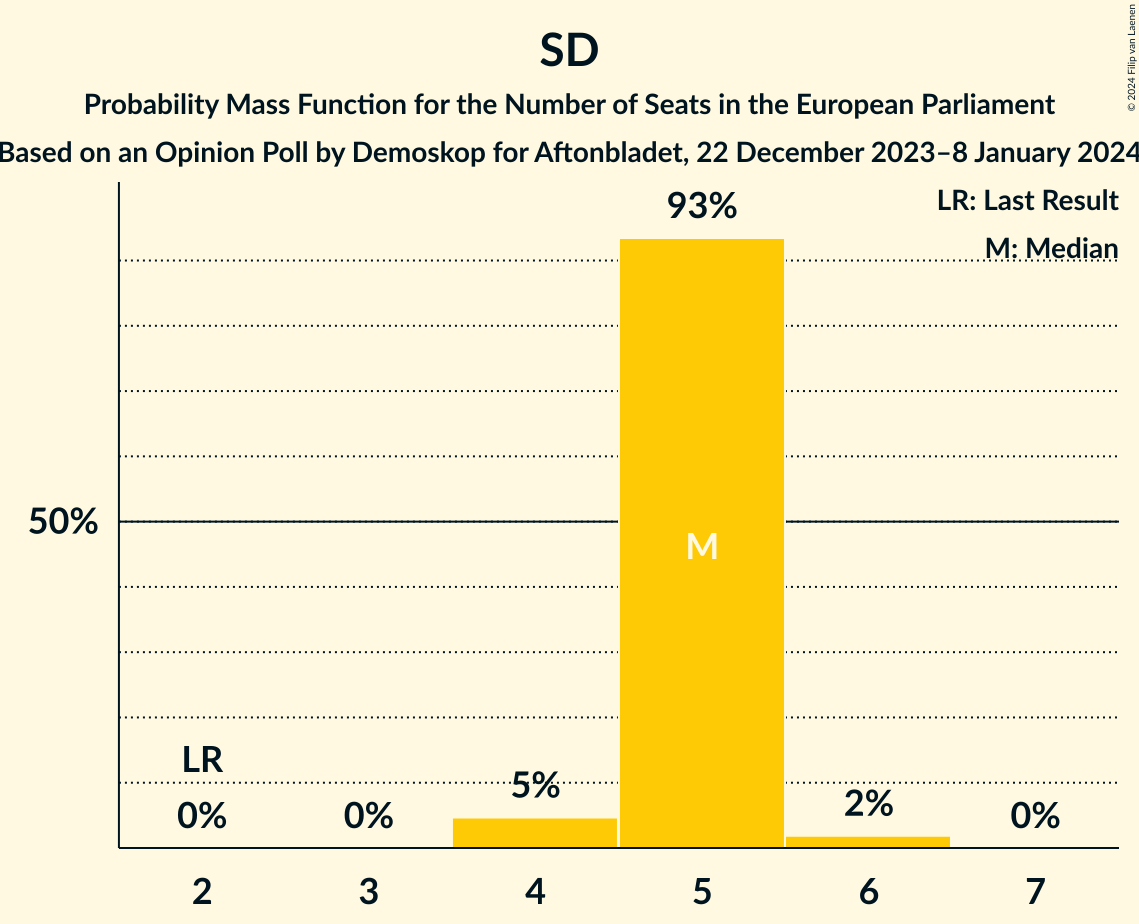 SD
Probability Mass Function for the Number of Seats in the European Parliament
Based on an Opinion Poll by Demoskop for Aftonbladet, 22 December 2023–8 January 2024
© 2024 Filip van Laenen
LR: Last Result
M: Median
93%
50%
M
LR
0%
0%
5%
2%
0%
2
3
4
5
6
7